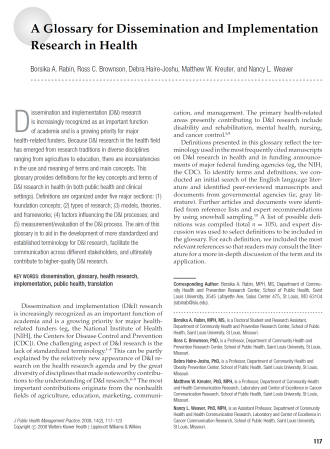 A Glossary for Dissemination and Implementation
Research in Health
Borsika A. Rabin, Ross C. Brownson, Debra Haire-Joshu, Matthew W. Kreuter, and Nancy L. Weaver
Dissemination and implementation (D&I) research
is increasingly recognized as an important function
of academia and is a growing priority for major
health-related funders. Because D&I research in the health field
has emerged from research traditions in diverse disciplines
ranging from agriculture to education, there are inconsistencies
in the use and meaning of terms and main concepts. This
glossary provides definitions for the key concepts and terms of
D&I research in health (in both public health and clinical
settings). Definitions are organized under five major sections: (1)
foundation concepts; (2) types of research; (3) models, theories,
and frameworks; (4) factors influencing the D&I processes; and
(5) measurement/evaluation of the D&I process. The aim of this
glossary is to aid in the development of more standardized and
established terminology for D&I research, facilitate the
communication across different stakeholders, and ultimately
contribute to higher-quality D&I research.
KEY WORDS: dissemination, glossary, health research,
implementation, public health, translation
Dissemination and implementation (D&I) research
is increasingly recognized as an important function of
academia and is a growing priority for major health-
related funders (eg, the National Institute of Health
[NIH], the Centers for Disease Control and Prevention
[CDC]). One challenging aspect of D&I research is the
lack of standardized terminology.1–5 This can be partly
explained by the relatively new appearance of D&I re-
search on the health research agenda and by the great
diversity of disciplines that made noteworthy contribu-
tions to the understanding of D&I research.6–8 The most
important contributions originate from the nonhealth
fields of agriculture, education, marketing, communi-
cation, and management. The primary health-related
areas presently contributing to D&I research include
disability and rehabilitation, mental health, nursing,
and cancer control.
Definitions presented in this glossary reflect the ter-
minology used in the most frequently cited manuscripts
on D&I research in health and in funding announce-
ments of major federal funding agencies (eg, the NIH,
the CDC). To identify terms and definitions, we con-
ducted an initial search of the English language liter-
ature and identified peer-reviewed manuscripts and
documents from governmental agencies (ie, gray lit-
erature). Further articles and documents were identi-
fied from reference lists and expert recommendations
by using snowball sampling. A list of possible defi-
nitions was compiled (total n = 105), and expert dis-
cussion was used to select definitions to be included in
the glossary. For each definition, we included the most
relevant references so that readers may consult the liter-
ature for a more in-depth discussion of the term and its
application.
Corresponding Author: Borsika A. Rabin, MPH, MS, Department of Commu-
nity Health and Prevention Research Center, School of Public Health, Saint
Louis University, 3545 Lafayette Ave, Salus Center 475, St Louis, MO 63104
Borsika A. Rabin, MPH, MS, is a Doctoral Student and Research Assistant,
Department of Community Health and Prevention Research Center, School of Public
Health, Saint Louis University, St Louis, Missouri.
Ross C. Brownson, PhD, is a Professor, Department of Community Health and
Prevention Research Center, School of Public Health, Saint Louis University, St Louis,
Missouri.
Debra Haire-Joshu, PhD, is a Professor, Department of Community Health and
Obesity Prevention Center, School of Public Health, Saint Louis University, St Louis,
Missouri.
Matthew W. Kreuter, PhD, MPH, is a Professor, Department of Community Health
and Health Communication Research, Laboratory and Center of Excellence in Cancer
Communication Research, School of Public Health, Saint Louis University, St Louis,
Missouri.
Nancy L. Weaver, PhD, MPH, is an Assistant Professor, Department of Community
Health and Health Communication Research, Laboratory and Center of Excellence in
Cancer Communication Research, School of Public Health, Saint Louis University, St
Louis, Missouri.
J Public Health Management Practice, 2008, 14(2), 117–123
Copyright © 2008 Wolters Kluwer Health | Lippincott Williams & Wilkins
117